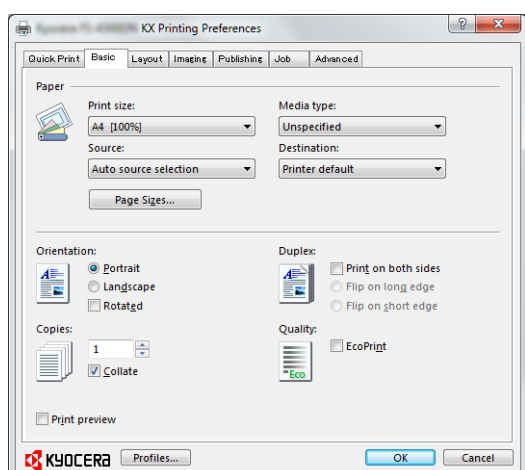 KX Printing Preferences
Quick Print Basic Layout Imaging Publishing Job Advanced
Paper
Print size: Media type:
A4 [100%] Unspecified
Source: Destination:
Auto source selection Printer default
Page Sizes...
Orientation: Duplex:
Portrait Print on both sides
Landscape Flip on long edge
Rotated Flip on short edge
Copies: Quality:
1 EcoPrint
Collate Eco
Print preview
KYOCERA Profiles... OK Cancel